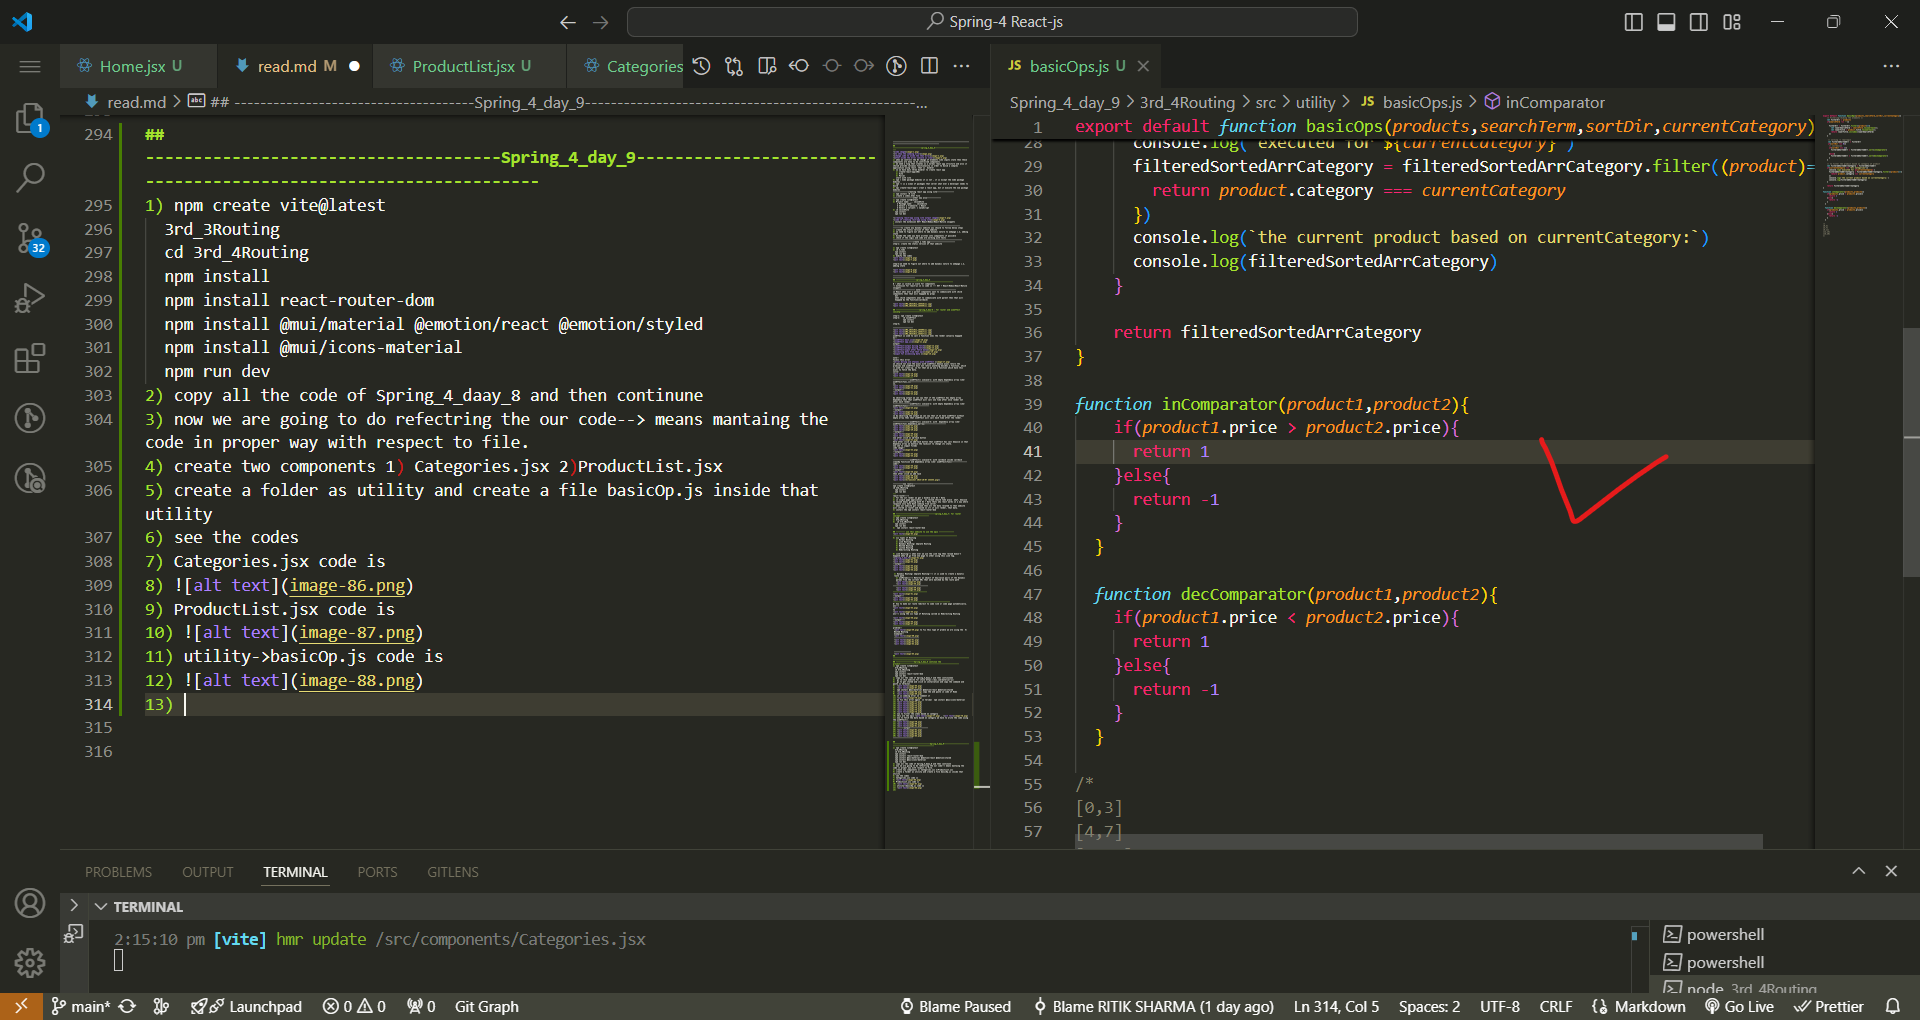 Spring-4 React-js
Home.jsx U
read.md M
ProductList.jsx U
Categories
JS basicOps.js U
read.md > ## -------------------------------------Spring_4_day_9----------------------------------------------------...
Spring_4_day_9 > 3rd_4Routing > src > utility > JS basicOps.js > inComparator
294 ##
-------------------------------------Spring_4_day_9-------------------------
-----------------------------------------
295 1) npm create vite@latest
296 3rd_3Routing
297 cd 3rd_4Routing
298 npm install
299 npm install react-router-dom
300 npm install @mui/material @emotion/react @emotion/styled
301 npm install @mui/icons-material
302 npm run dev
303 2) copy all the code of Spring_4_daay_8 and then continune
304 3) now we are going to do refectring the our code--> means mantaing the
code in proper way with respect to file.
305 4) create two components 1) Categories.jsx 2)ProductList.jsx
306 5) create a folder as utility and create a file basicOp.js inside that
utility
307 6) see the codes
308 7) Categories.jsx code is
309 8) ![alt text](image-86.png)
310 9) ProductList.jsx code is
311 10) ![alt text](image-87.png)
312 11) utility->basicOp.js code is
313 12) ![alt text](image-88.png)
314 13)
315
316
1 export default function basicOps(products,searchTerm,sortDir,currentCategory)
28 console.log(`executed for ${currentCategory}`)
29 filteredSortedArrCategory = filteredSortedArrCategory.filter((product)=
30 return product.category === currentCategory
31 })
32 console.log(`the current product based on currentCategory:`)
33 console.log(filteredSortedArrCategory)
34 }
35
36 return filteredSortedArrCategory
37 }
38
39 function inComparator(product1,product2){
40 if(product1.price > product2.price){
41 return 1
42 }else{
43 return -1
44 }
45 }
46
47 function decComparator(product1,product2){
48 if(product1.price < product2.price){
49 return 1
50 }else{
51 return -1
52 }
53 }
54
55 /*
56 [0,3]
57 [4,7]
1
32
PROBLEMS OUTPUT TERMINAL PORTS GITLENS
TERMINAL
2:15:10 pm [vite] hmr update /src/components/Categories.jsx
powershell
powershell
node 3rd_4Routing
main* Launchpad 0 0 0 Git Graph Blame Paused Blame RITIK SHARMA (1 day ago) Ln 314, Col 5 Spaces: 2 UTF-8 CRLF Markdown Go Live Prettier